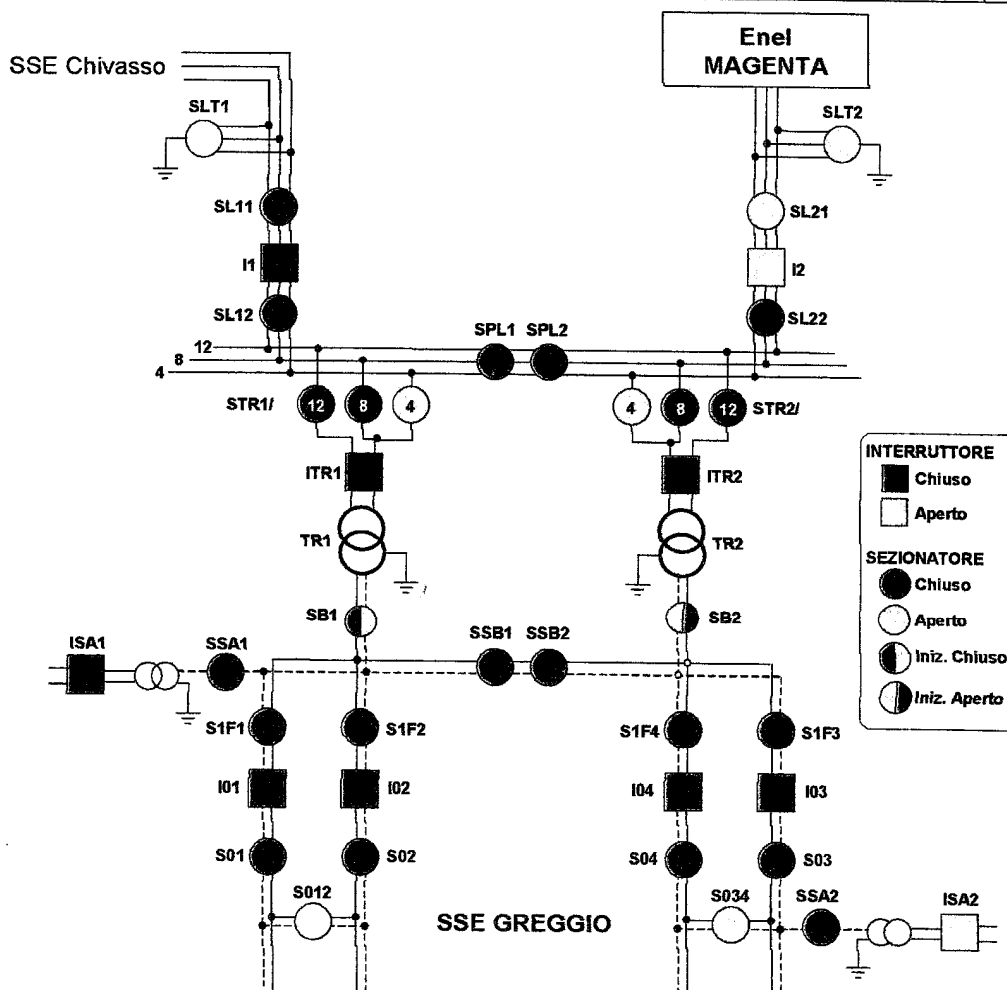 SSE Chivasso
Enel
MAGENTA
SLT1
SLT2
SL11
SL21
I1
I2
SL12
SL22
SPL1 SPL2
12
8
4
STR1/ 12 8 4
4 8 12 STR2/
ITR1
ITR2
TR1
TR2
SB1
SB2
ISA1
SSA1
SSB1 SSB2
S1F1
S1F2
S1F4
S1F3
I01
I02
I04
I03
S01
S02
S04
S03
S012
SSE GREGGIO
S034
SSA2
ISA2
INTERRUTTORE
Chiuso
Aperto
SEZIONATORE
Chiuso
Aperto
Iniz. Chiuso
Iniz. Aperto